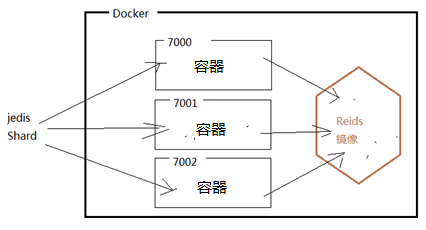 Docker
7000
容器
jedis
Shard
7001
容器
7002
容器
Reids
镜像